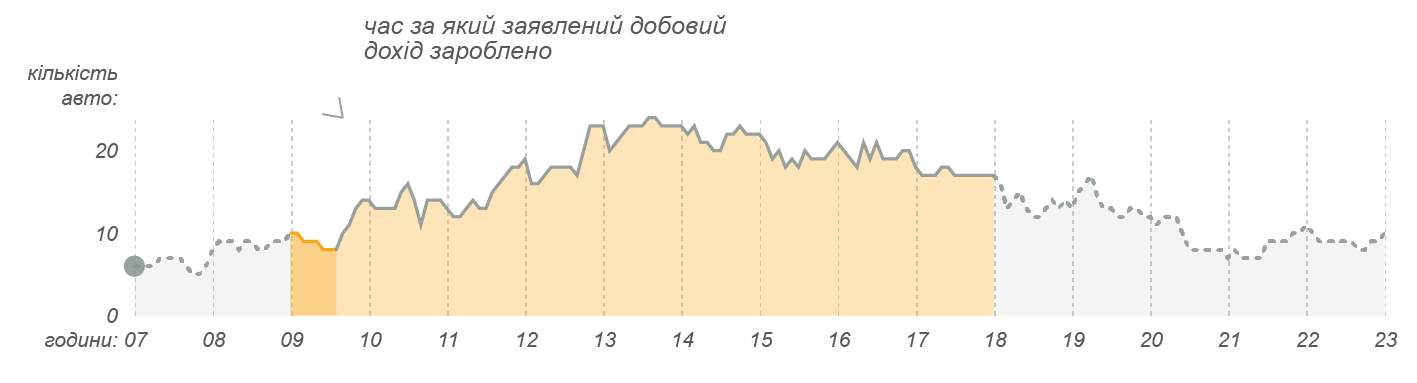 час за який заявлений добовий
дохід зароблено
кількість
авто:
20
10
0
години: 07 08 09 10 11 12 13 14 15 16 17 18 19 20 21 22 23